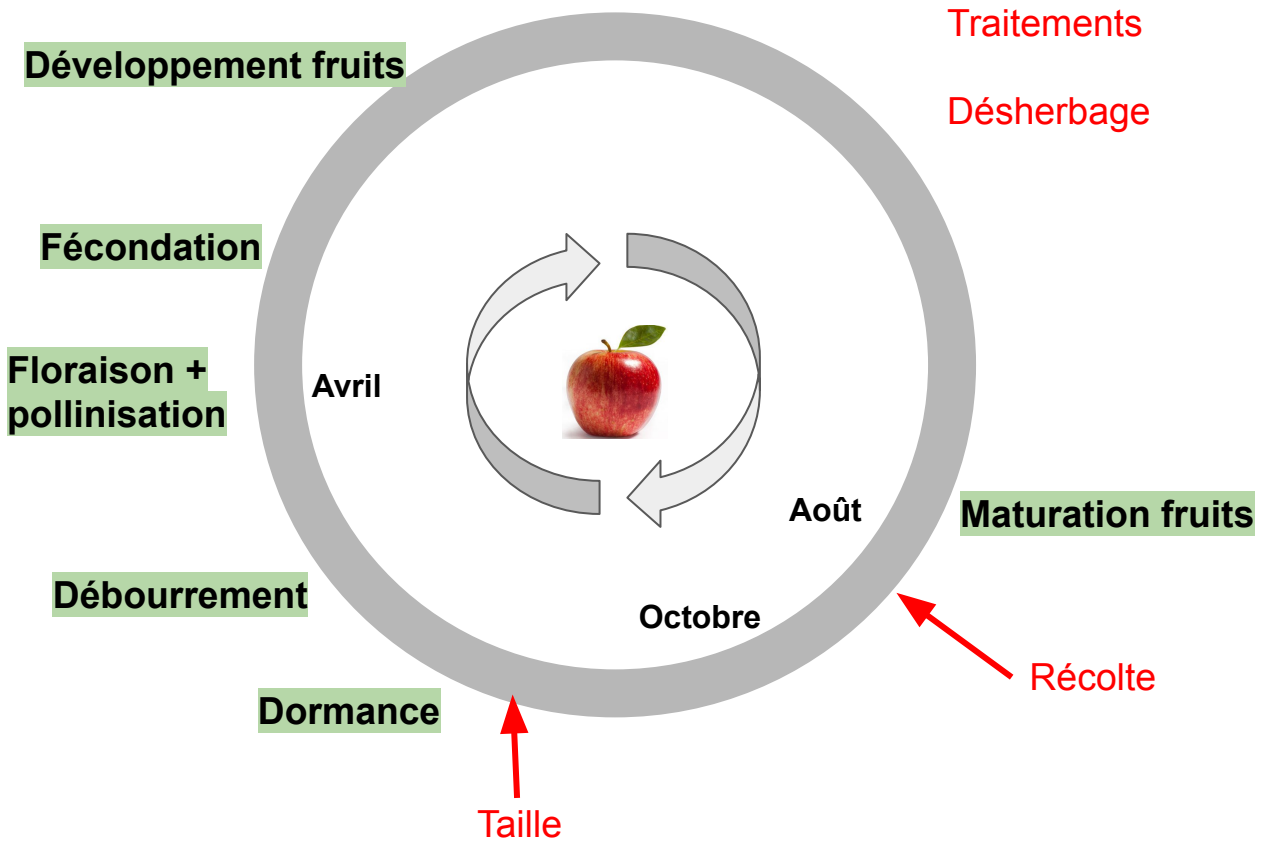 Traitements
Développement fruits
Désherbage
Fécondation
Floraison +
pollinisation
Avril
Août
Maturation fruits
Débourrement
Octobre
Récolte
Dormance
Taille